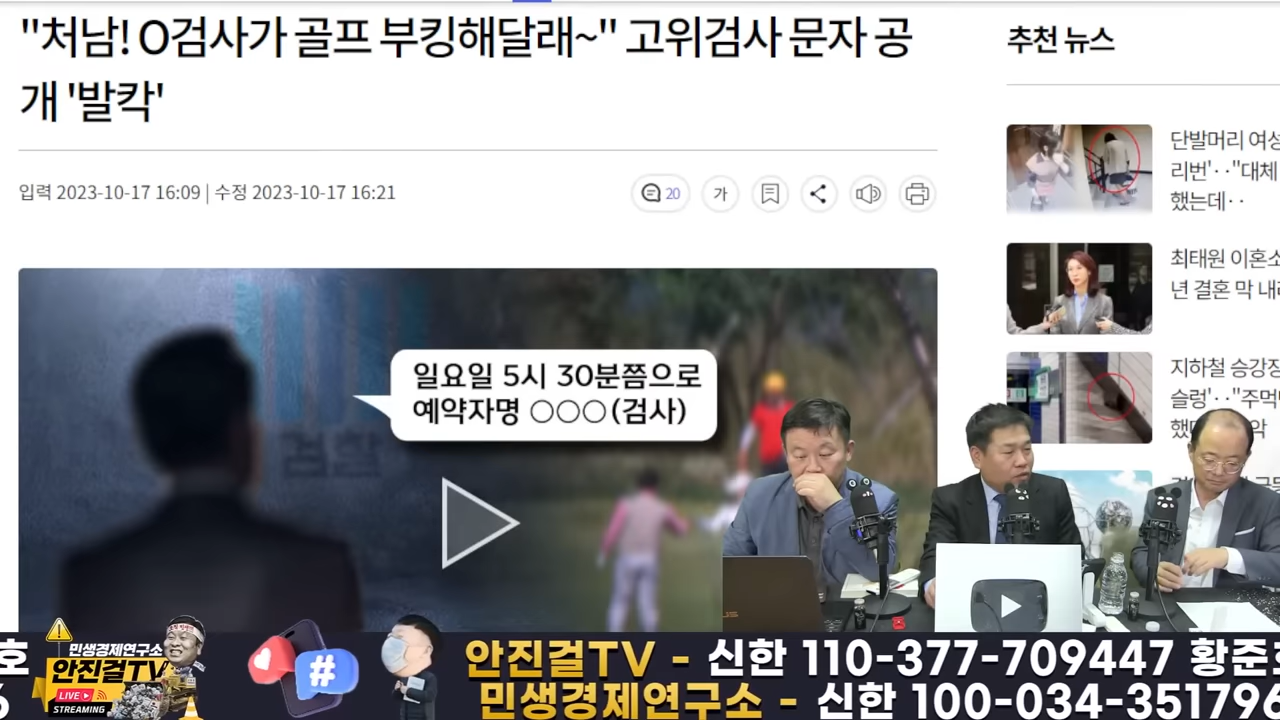 "처남! O검사가 골프 부킹해달래~" 고위검사 문자 공
개 '발칵'
입력 2023-10-17 16:09 | 수정 2023-10-17 16:21
20
가
추천 뉴스
단발머리 여성
리번'‥"대체
했는데‥
최태원 이혼소
년 결혼 막 내
지하철 승강장
슬렁'‥"주먹
했
악
일요일 5시 30분쯤으로
예약자명 ○○○(검사)
검찰
호
6
민생경제연구소
안진걸TV
LIVE
STREAMING
#
안진걸TV - 신한 110-377-709447 황준
민생경제연구소 - 신한 100-034-351796